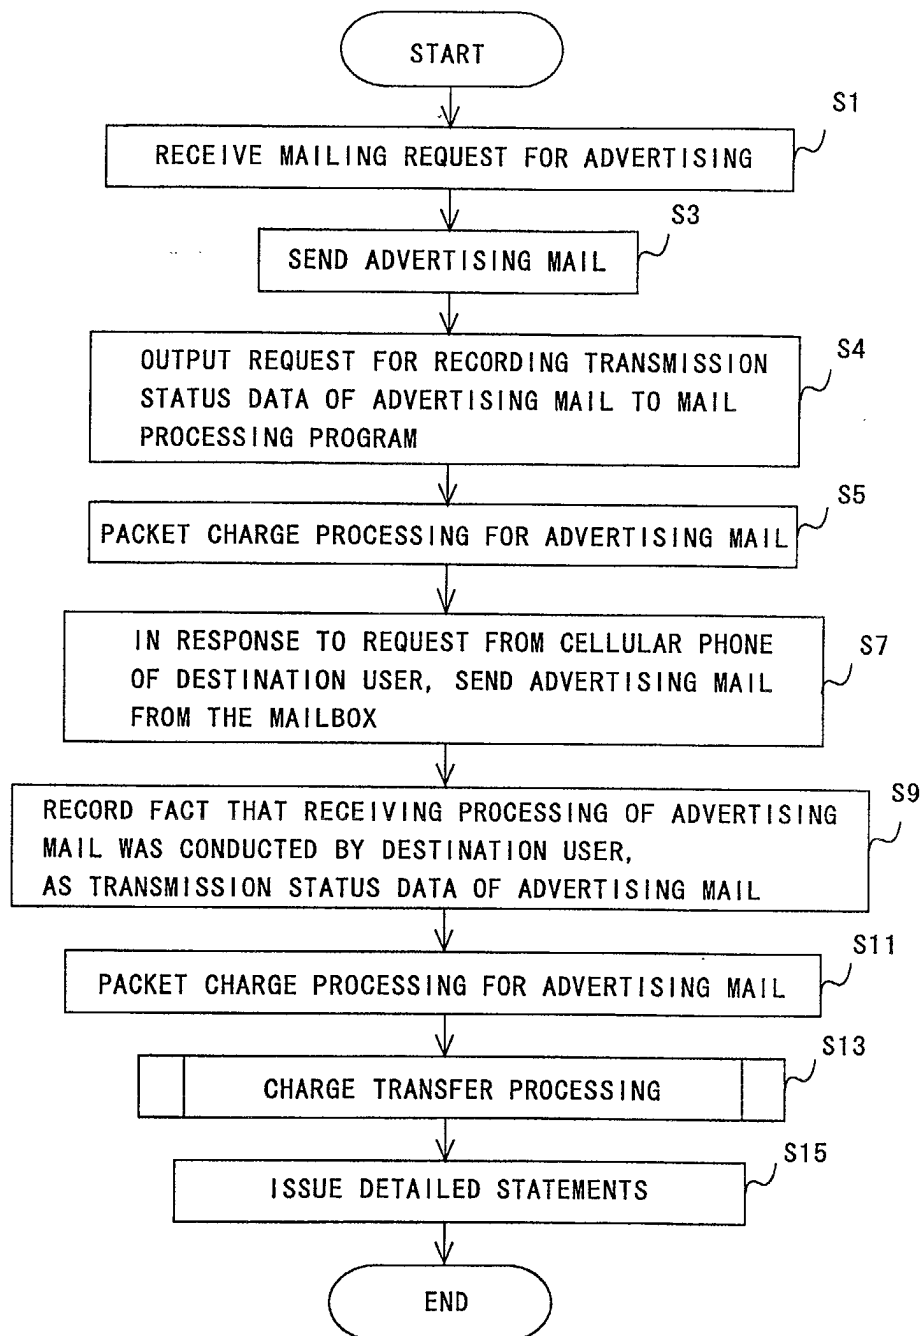 START
S1
RECEIVE MAILING REQUEST FOR ADVERTISING
S3
SEND ADVERTISING MAIL
S4
OUTPUT REQUEST FOR RECORDING TRANSMISSION
STATUS DATA OF ADVERTISING MAIL TO MAIL
PROCESSING PROGRAM
S5
PACKET CHARGE PROCESSING FOR ADVERTISING MAIL
S7
IN RESPONSE TO REQUEST FROM CELLULAR PHONE
OF DESTINATION USER, SEND ADVERTISING MAIL
FROM THE MAILBOX
S9
RECORD FACT THAT RECEIVING PROCESSING OF ADVERTISING
MAIL WAS CONDUCTED BY DESTINATION USER,
AS TRANSMISSION STATUS DATA OF ADVERTISING MAIL
S11
PACKET CHARGE PROCESSING FOR ADVERTISING MAIL
S13
CHARGE TRANSFER PROCESSING
S15
ISSUE DETAILED STATEMENTS
END